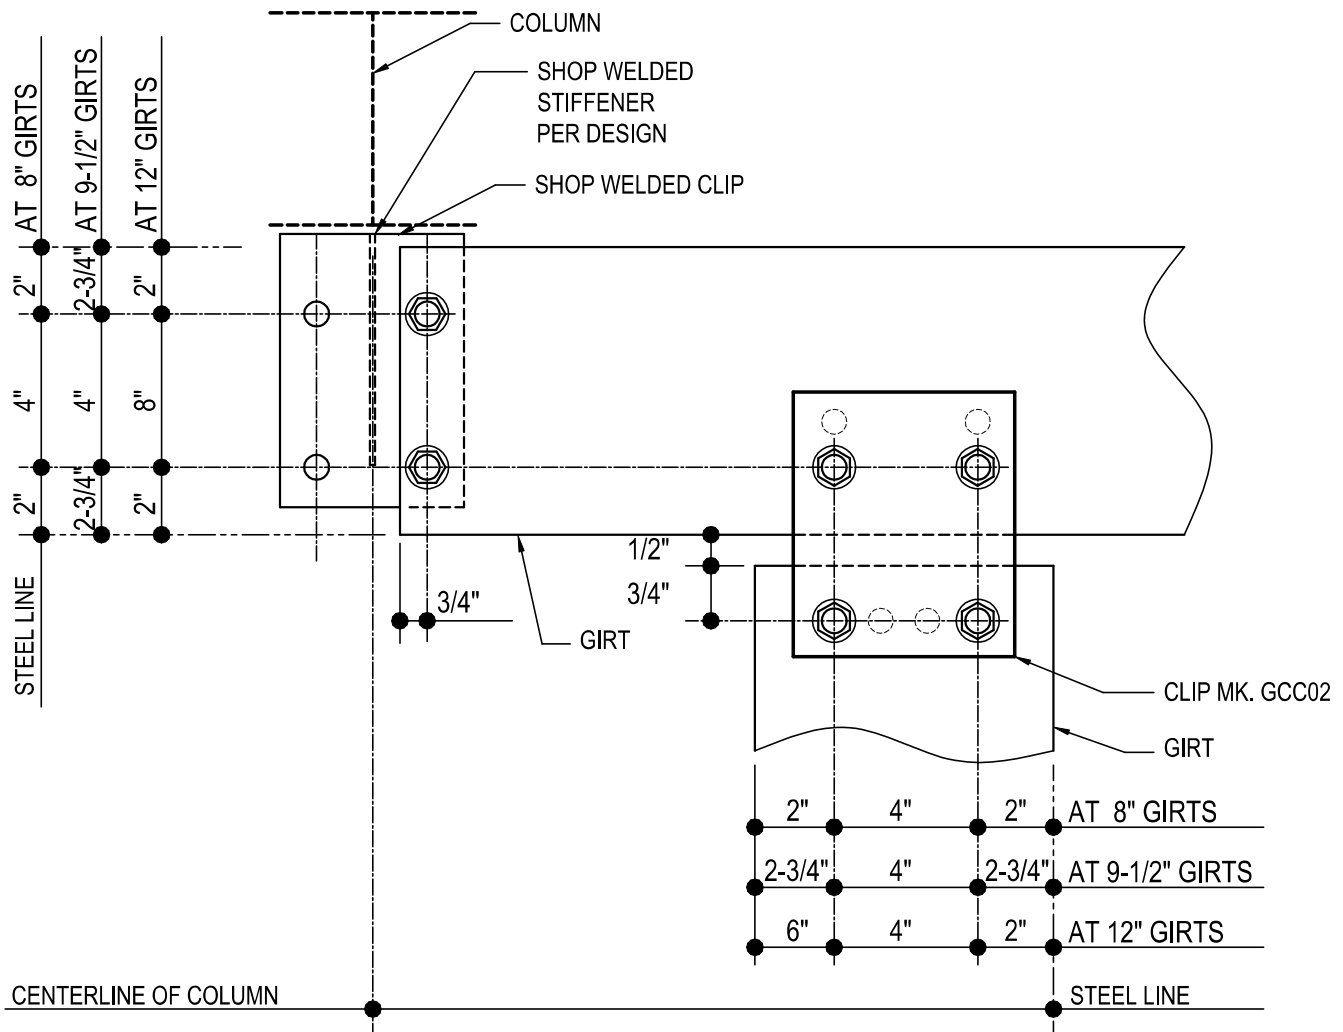 COLUMN
SHOP WELDED
STIFFENER
PER DESIGN
SHOP WELDED CLIP
AT 8" GIRTS
AT 9-1/2" GIRTS
AT 12" GIRTS
2"
2-3/4"
2"
4"
4"
8"
2"
2-3/4"
2"
STEEL LINE
3/4"
GIRT
1/2"
3/4"
CLIP MK. GCC02
GIRT
2" 4" 2" AT 8" GIRTS
2-3/4" 4" 2-3/4" AT 9-1/2" GIRTS
6" 4" 2" AT 12" GIRTS
CENTERLINE OF COLUMN
STEEL LINE